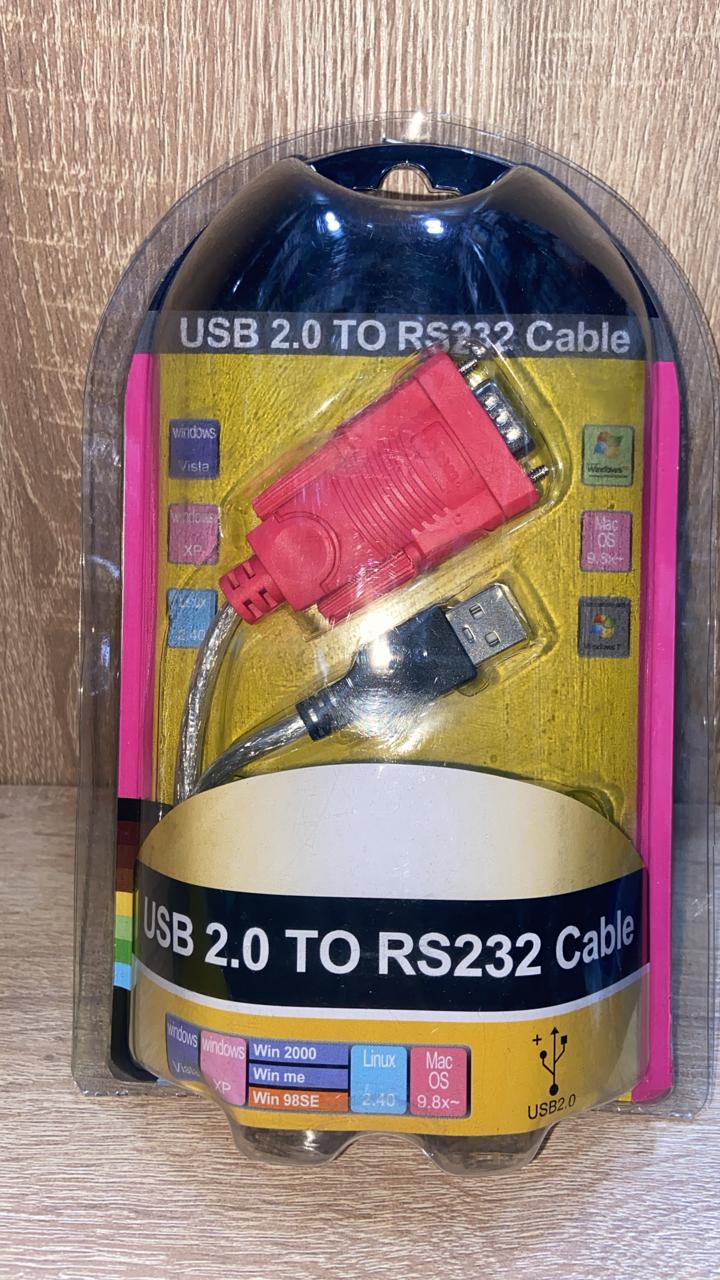 USB 2.0 TO RS232 Cable
windows
Vista
windows
XP
Linux
2.40
Windows
Mac
OS
9.8x~
Windows 7
USB 2.0 TO RS232 Cable
windows
Vista
windows
XP
Win 2000
Win me
Win 98SE
Linux
2.40
Mac
OS
9.8x~
USB2.0